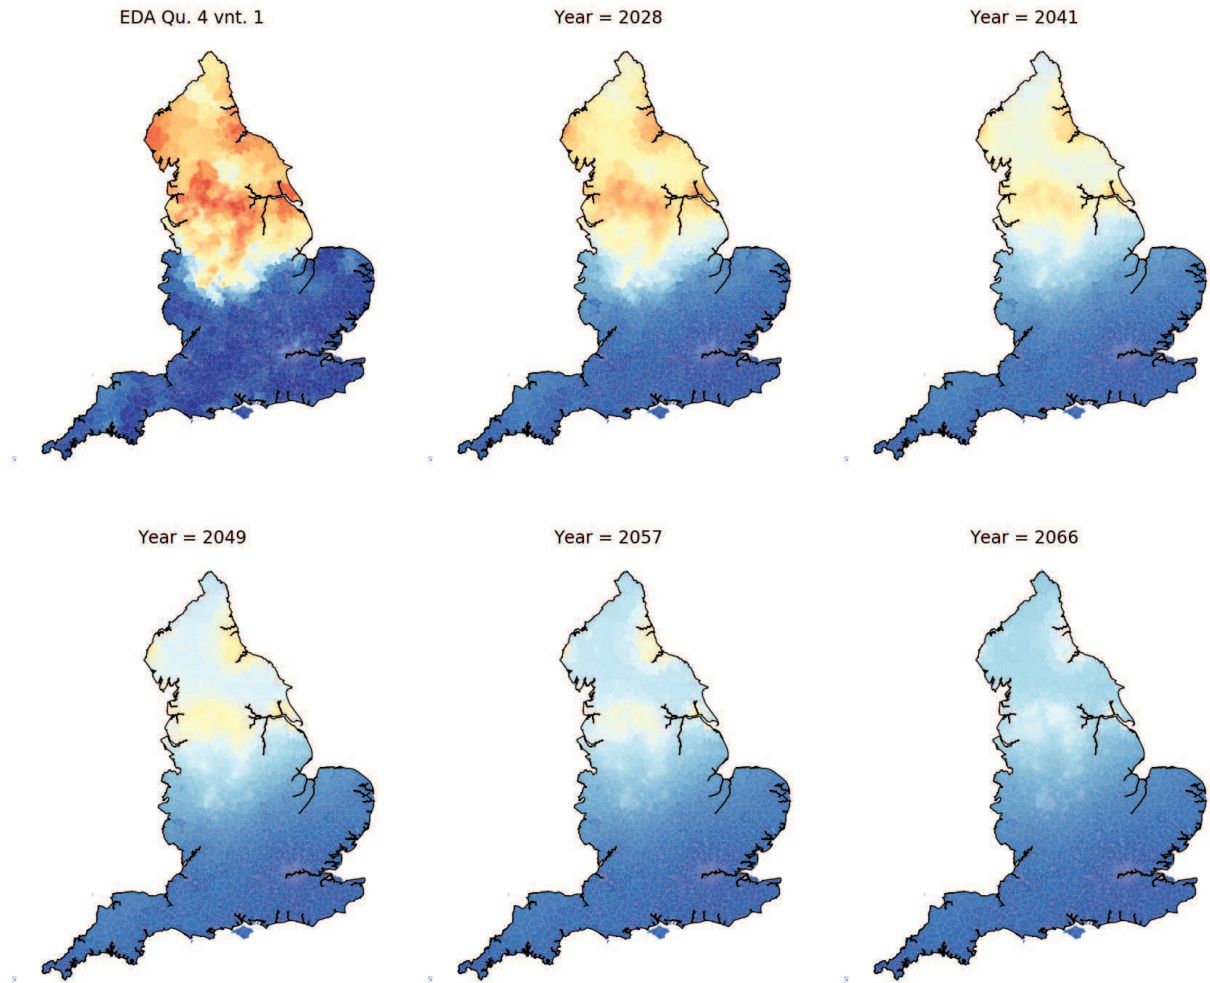 EDA Qu. 4 vnt. 1
Year = 2028
Year = 2041
Year = 2049
Year = 2057
Year = 2066